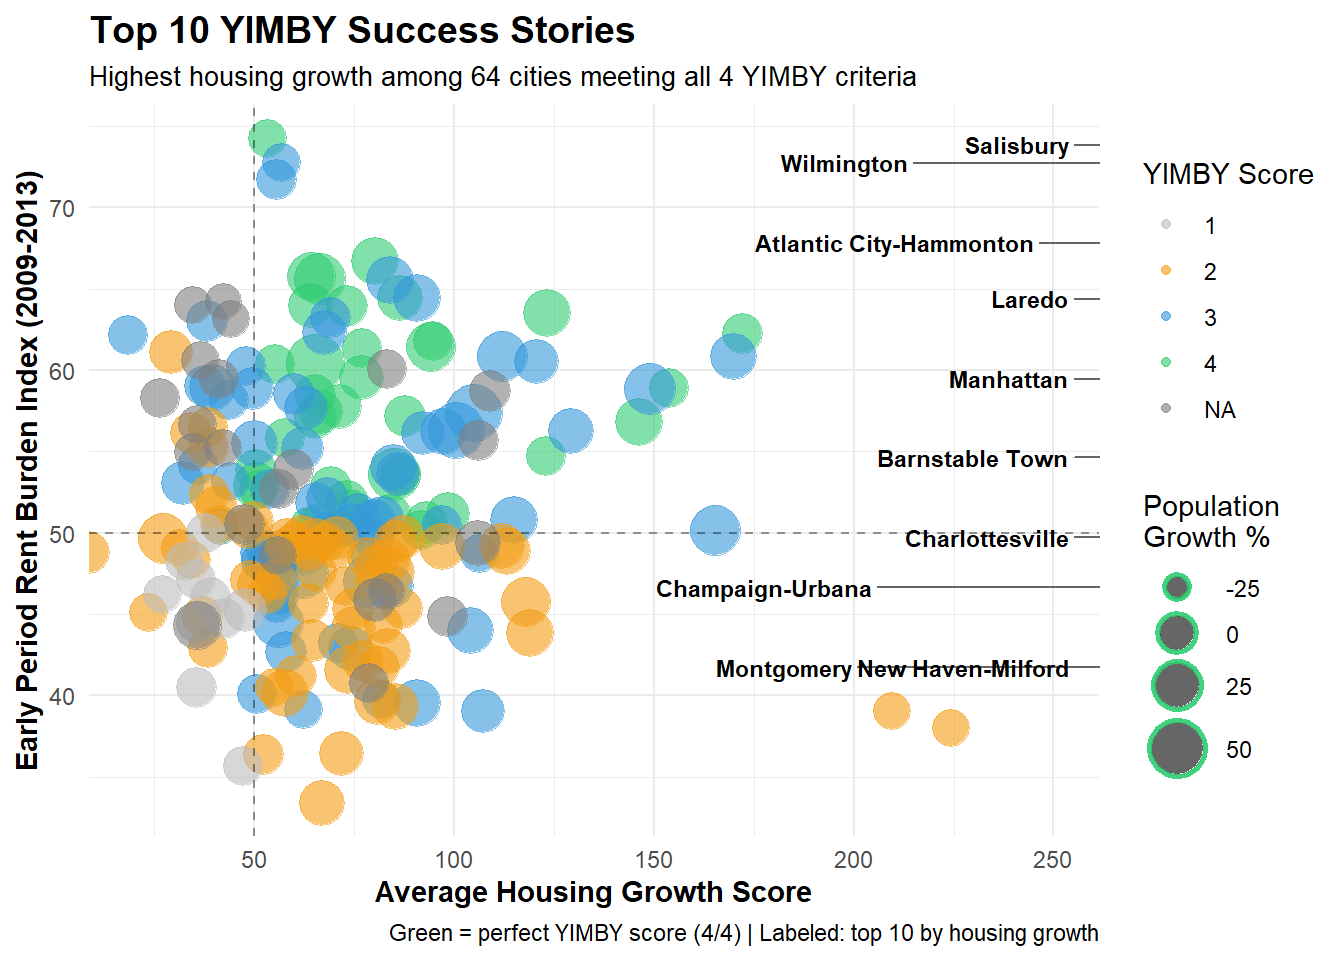 Top 10 YIMBY Success Stories
Highest housing growth among 64 cities meeting all 4 YIMBY criteria
Early Period Rent Burden Index (2009-2013)
70
60
50
40
Salisbury
Wilmington
Atlantic City-Hammonton
Laredo
Manhattan
Barnstable Town
Charlottesville
Champaign-Urbana
Montgomery New Haven-Milford
50 100 150 200 250
Average Housing Growth Score
Green = perfect YIMBY score (4/4) | Labeled: top 10 by housing growth
YIMBY Score
1
2
3
4
NA
Population
Growth %
-25
0
25
50